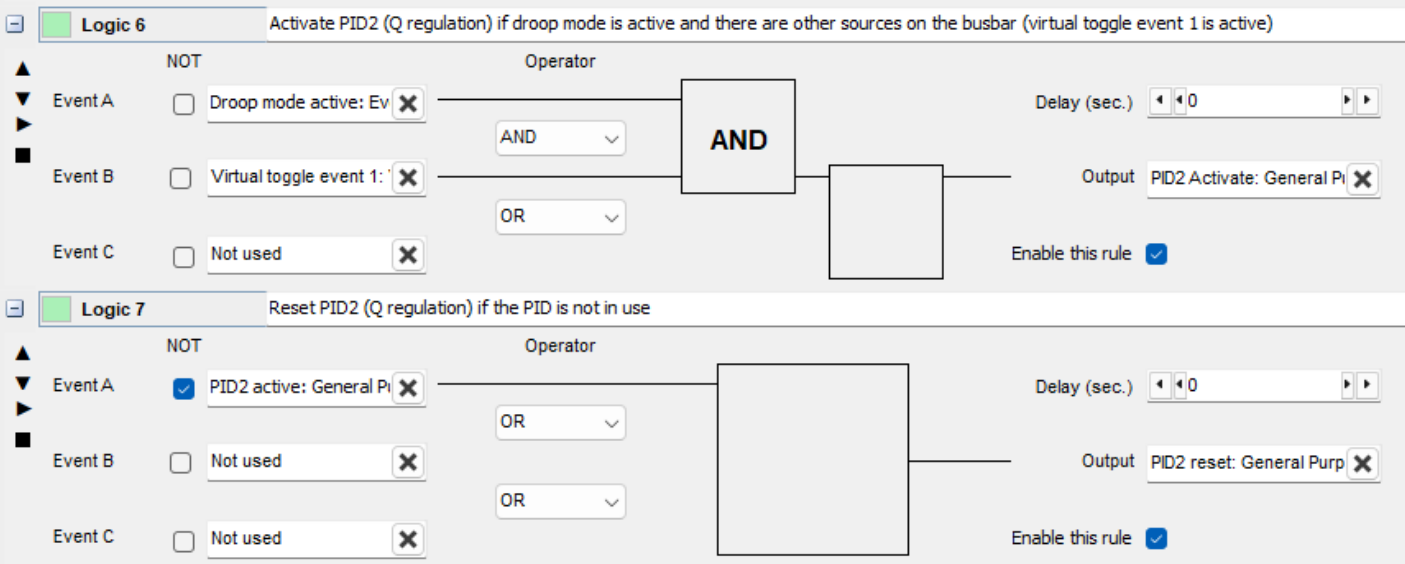 Logic 6 Activate PID2 (Q regulation) if droop mode is active and there are other sources on the busbar (virtual toggle event 1 is active)
NOT Operator
Event A Droop mode active: Ev Delay (sec.) 0
AND AND
Event B Virtual toggle event 1: Output PID2 Activate: General Pu
OR
Event C Not used Enable this rule
Logic 7 Reset PID2 (Q regulation) if the PID is not in use
NOT Operator
Event A PID2 active: General Pu Delay (sec.) 0
OR
Event B Not used Output PID2 reset: General Purp
OR
Event C Not used Enable this rule